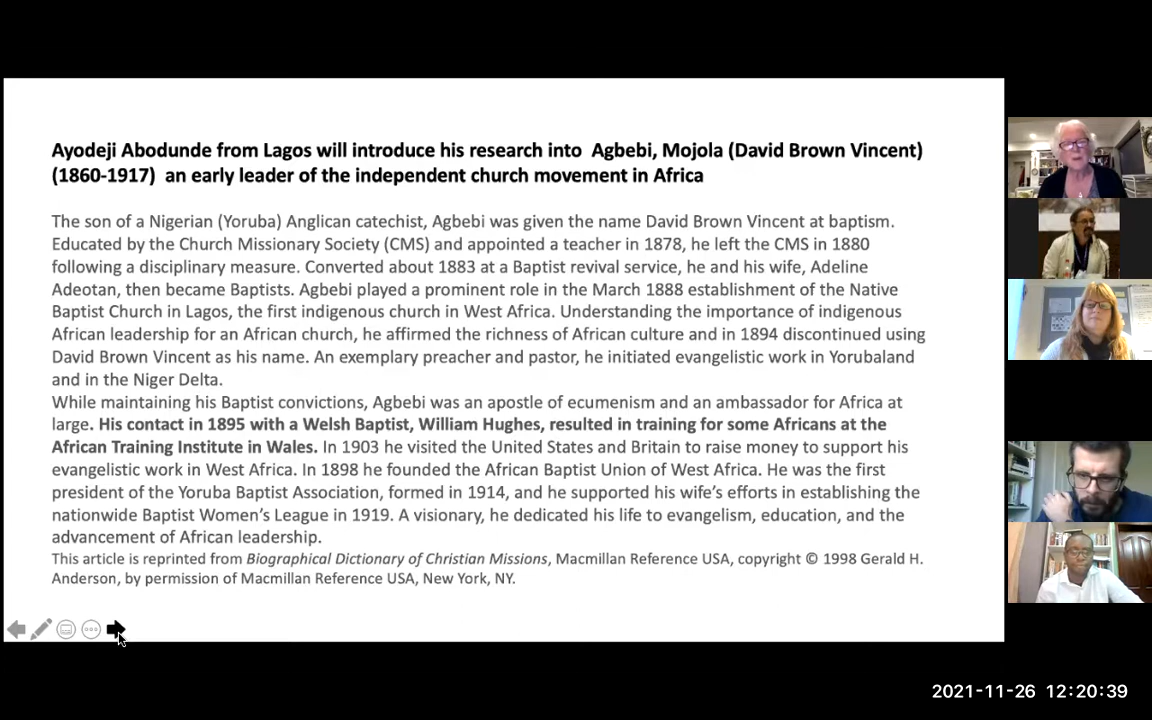 Ayodeji Abodunde from Lagos will introduce his research into  Agbebi, Mojola (David Brown Vincent)
(1860-1917)  an early leader of the independent church movement in Africa
The son of a Nigerian (Yoruba) Anglican catechist, Agbebi was given the name David Brown Vincent at baptism.
Educated by the Church Missionary Society (CMS) and appointed a teacher in 1878, he left the CMS in 1880
following a disciplinary measure. Converted about 1883 at a Baptist revival service, he and his wife, Adeline
Adeotan, then became Baptists. Agbebi played a prominent role in the March 1888 establishment of the Native
Baptist Church in Lagos, the first indigenous church in West Africa. Understanding the importance of indigenous
African leadership for an African church, he affirmed the richness of African culture and in 1894 discontinued using
David Brown Vincent as his name. An exemplary preacher and pastor, he initiated evangelistic work in Yorubaland
and in the Niger Delta.
While maintaining his Baptist convictions, Agbebi was an apostle of ecumenism and an ambassador for Africa at
large. His contact in 1895 with a Welsh Baptist, William Hughes, resulted in training for some Africans at the
African Training Institute in Wales. In 1903 he visited the United States and Britain to raise money to support his
evangelistic work in West Africa. In 1898 he founded the African Baptist Union of West Africa. He was the first
president of the Yoruba Baptist Association, formed in 1914, and he supported his wife's efforts in establishing the
nationwide Baptist Women's League in 1919. A visionary, he dedicated his life to evangelism, education, and the
advancement of African leadership.
This article is reprinted from Biographical Dictionary of Christian Missions, Macmillan Reference USA, copyright © 1998 Gerald H.
Anderson, by permission of Macmillan Reference USA, New York, NY.
2021-11-26 12:20:39